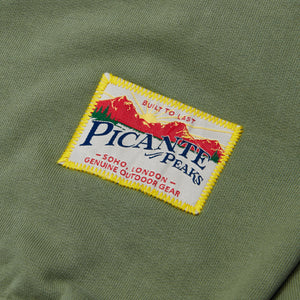 BUILT TO LAST
PICANTE
PEAKS
- SOHO, LONDON -
GENUINE OUTDOOR GEAR